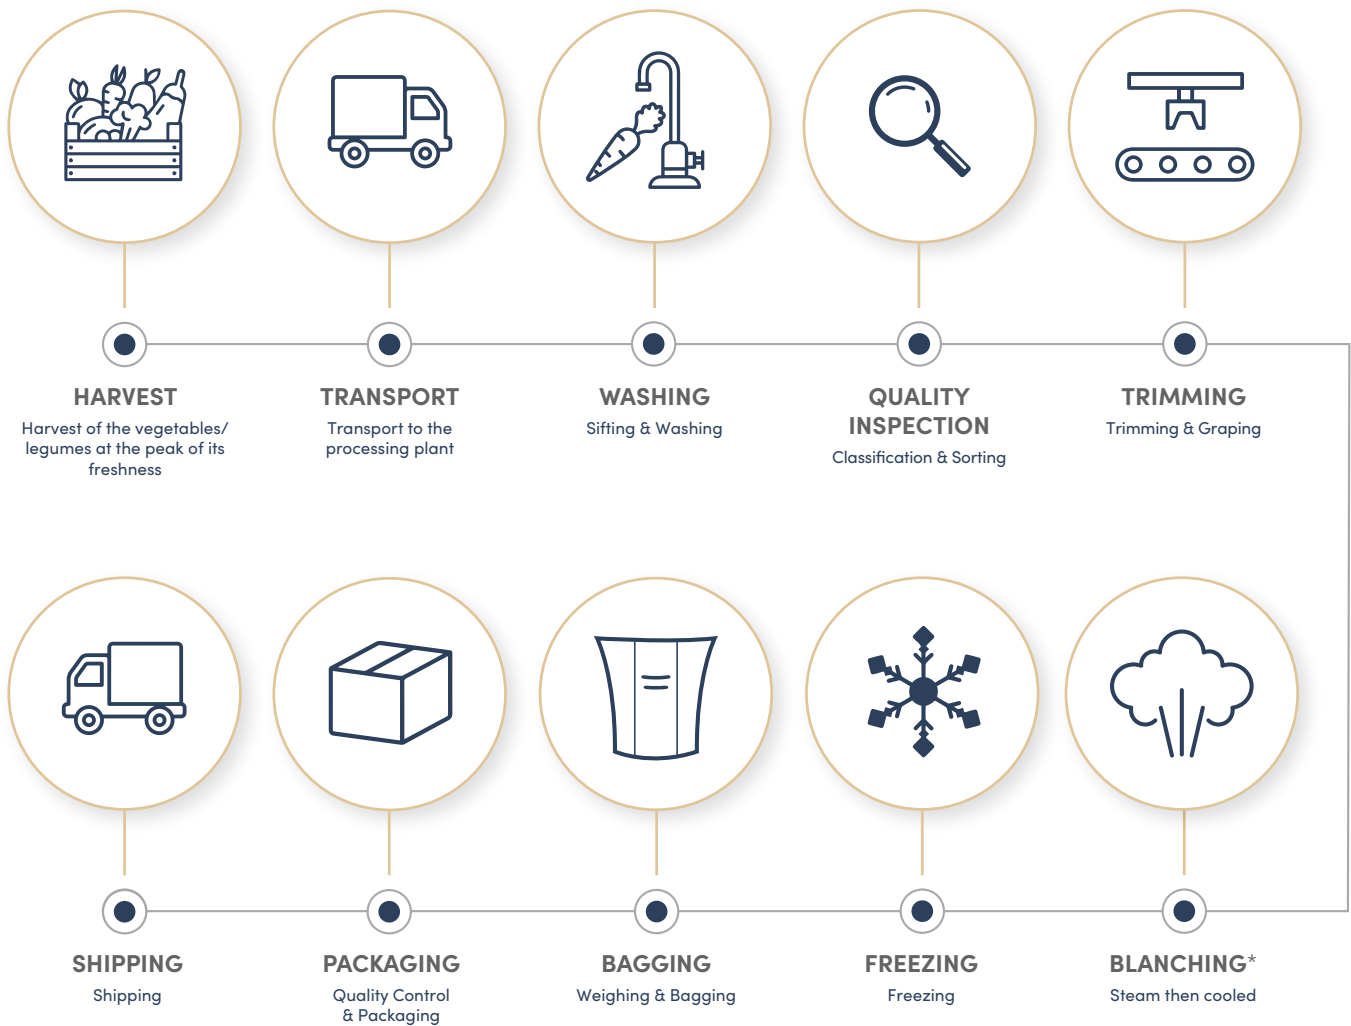 HARVEST
Harvest of the vegetables/
legumes at the peak of its
freshness
TRANSPORT
Transport to the
processing plant
WASHING
Sifting & Washing
QUALITY
INSPECTION
Classification & Sorting
TRIMMING
Trimming & Graping
SHIPPING
Shipping
PACKAGING
Quality Control
& Packaging
BAGGING
Weighing & Bagging
FREEZING
Freezing
BLANCHING*
Steam then cooled